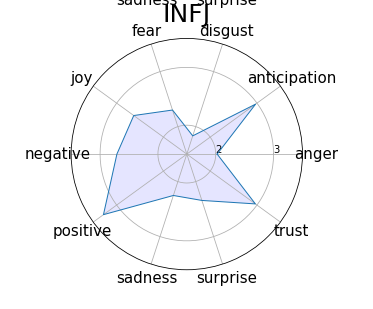 sadness surprise
INFJ
fear disgust
joy anticipation
negative 2 3 anger
positive trust
sadness surprise